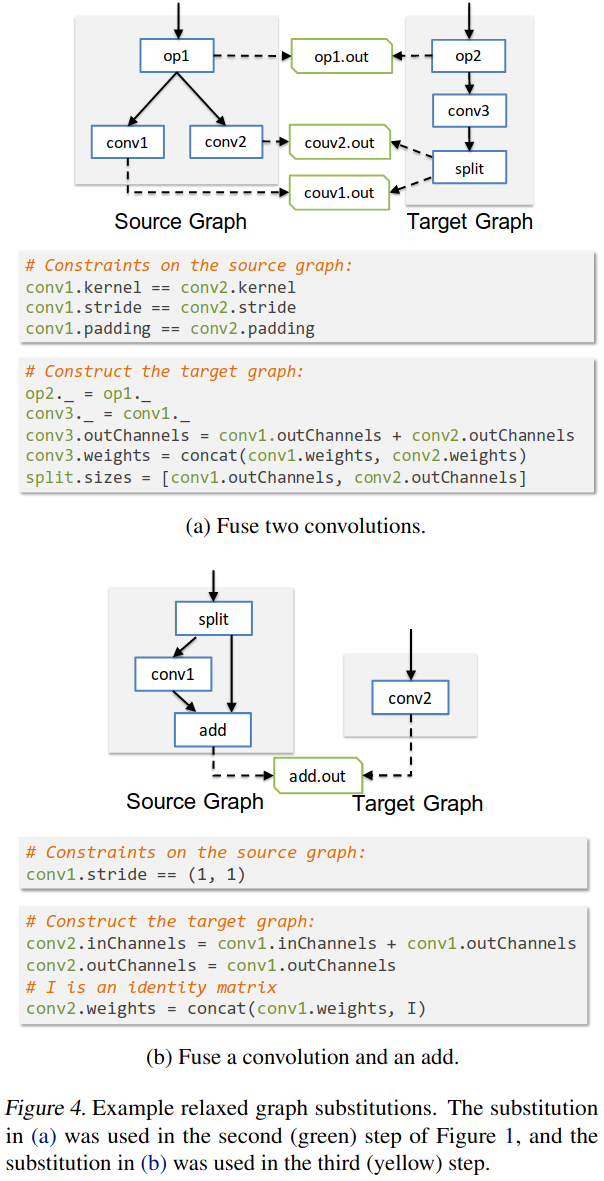 op1
op1.out
op2
conv3
conv1
conv2
couv2.out
split
couv1.out
Source Graph
Target Graph
# Constraints on the source graph:
conv1.kernel == conv2.kernel
conv1.stride == conv2.stride
conv1.padding == conv2.padding
# Construct the target graph:
op2._ = op1._
conv3._ = conv1._
conv3.outChannels = conv1.outChannels + conv2.outChannels
conv3.weights = concat(conv1.weights, conv2.weights)
split.sizes = [conv1.outChannels, conv2.outChannels]
(a) Fuse two convolutions.
split
conv1
conv2
add
add.out
Source Graph
Target Graph
# Constraints on the source graph:
conv1.stride == (1, 1)
# Construct the target graph:
conv2.inChannels = conv1.inChannels + conv1.outChannels
conv2.outChannels = conv1.outChannels
# I is an identity matrix
conv2.weights = concat(conv1.weights, I)
(b) Fuse a convolution and an add.
Figure 4. Example relaxed graph substitutions. The substitution
in (a) was used in the second (green) step of Figure 1, and the
substitution in (b) was used in the third (yellow) step.